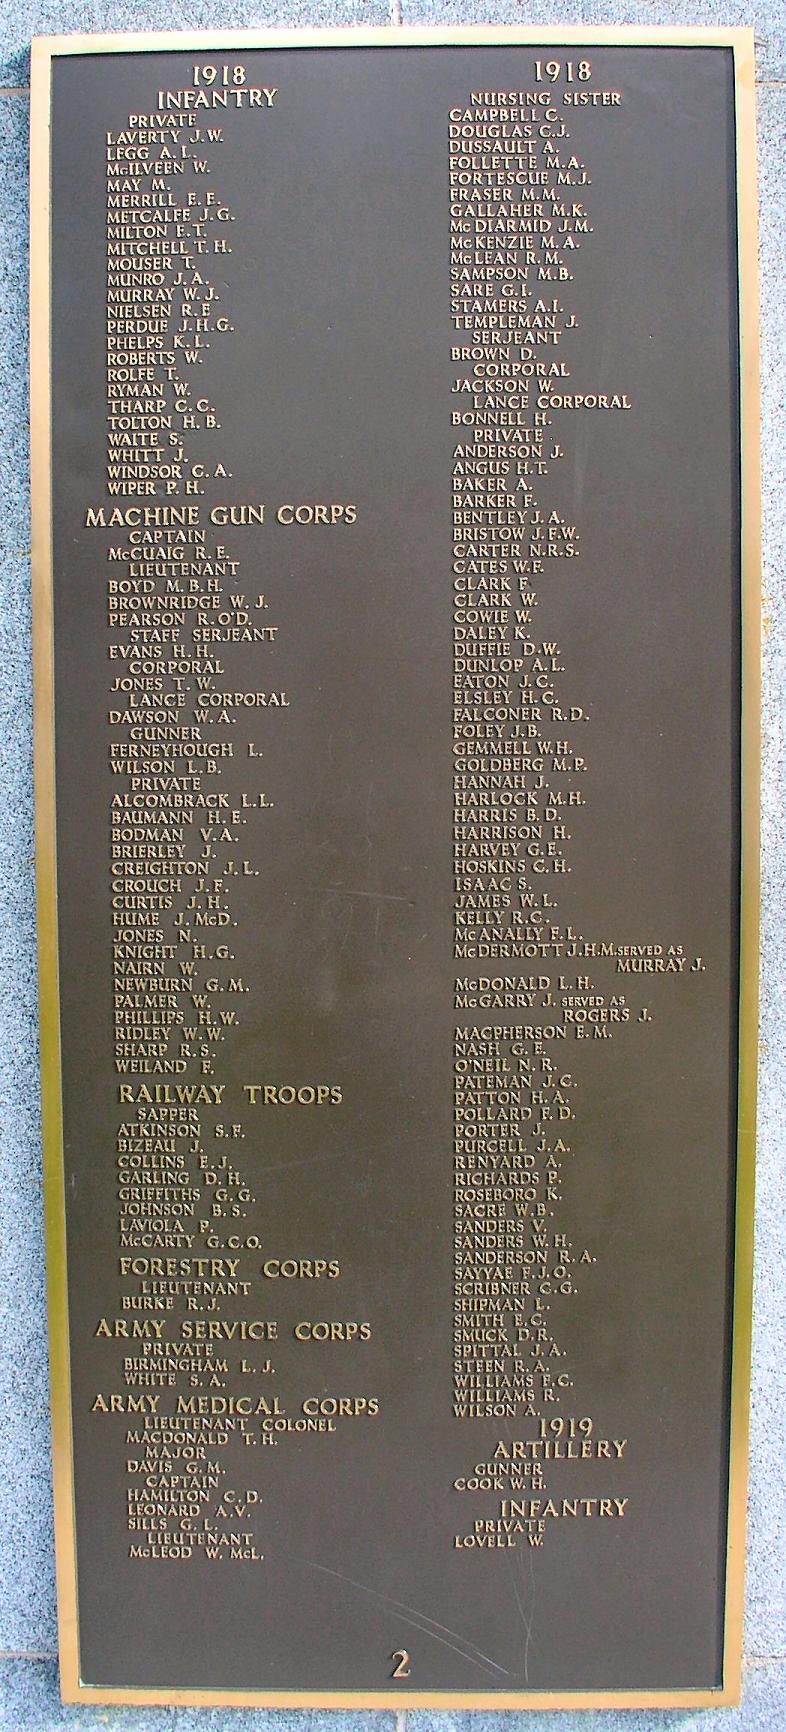 1918
INFANTRY
PRIVATE
LAVERTY J.W.
LEGG A.L.
McILVEEN W.
MAY M.
MERRILL E.E.
METCALFE J.G.
MILTON E.T.
MITCHELL T.H.
MOUSER T.
MUNRO J.A.
MURRAY W.J.
NIELSEN R.E
PERDUE J.H.G.
PHELPS K.L.
ROBERTS W.
ROLFE T.
RYMAN W.
THARP C.C.
TOLTON H.B.
WAITE S.
WHITT J.
WINDSOR C.A.
WIPER P.H.
MACHINE GUN CORPS
CAPTAIN
McCUAIG R.E.
LIEUTENANT
BOYD M.B.H.
BROWNRIDGE W.J.
PEARSON R.O'D.
STAFF SERJEANT
EVANS H.H.
CORPORAL
JONES T.W.
LANCE CORPORAL
DAWSON W.A.
GUNNER
FERNEYHOUGH L.
WILSON L.B.
PRIVATE
ALCOMBRACK L.L.
BAUMANN H.E.
BODMAN V.A.
BRIERLEY J.
CREIGHTON J.L.
CROUCH J.F.
CURTIS J.H.
HUME J.McD.
JONES N.
KNIGHT H.G.
NAIRN W.
NEWBURN G.M.
PALMER W.
PHILLIPS H.W.
RIDLEY W.W.
SHARP R.S.
WEILAND F.
RAILWAY TROOPS
SAPPER
ATKINSON S.F.
BIZEAU J.
COLLINS E.J.
GARLING D.H.
GRIFFITHS G.G.
JOHNSON B.S.
LAVIOLA P.
McCARTY G.C.O.
FORESTRY CORPS
LIEUTENANT
BURKE R.J.
ARMY SERVICE CORPS
PRIVATE
BIRMINGHAM L.J.
WHITE S.A.
ARMY MEDICAL CORPS
LIEUTENANT COLONEL
MACDONALD T.H.
MAJOR
DAVIS G.M.
CAPTAIN
HAMILTON C.D.
LEONARD A.V.
SILLS G.L.
LIEUTENANT
McLEOD W. McL.
1918
NURSING SISTER
CAMPBELL C.
DOUGLAS C.J.
DUSSAULT A.
FOLLETTE M.A.
FORTESCUE M.J.
FRASER M.M.
GALLAHER M.K.
McDIARMID J.M.
McKENZIE M.A.
McLEAN R.M.
SAMPSON M.B.
SARE G.I.
STAMERS A.I.
TEMPLEMAN J.
SERJEANT
BROWN D.
CORPORAL
JACKSON W.
LANCE CORPORAL
BONNELL H.
PRIVATE
ANDERSON J.
ANGUS H.T.
BAKER A.
BARKER F.
BENTLEY J.A.
BRISTOW J.F.W.
CARTER N.R.S.
CATES W.F.
CLARK F
CLARK W.
COWIE W.
DALEY K.
DUFFIE D.W.
DUNLOP A.L.
EATON J.C.
ELSLEY H.C.
FALCONER R.D.
FOLEY J.B.
GEMMELL W.H.
GOLDBERG M.P.
HANNAH J.
HARLOCK M.H.
HARRIS B.D.
HARRISON H.
HARVEY G.E.
HOSKINS C.H.
ISAAC S.
JAMES W.L.
KELLY R.C.
McANALLY F.L.
McDERMOTT J.H.M. SERVED AS
MURRAY J.
McDONALD L.H.
McGARRY J. SERVED AS
ROGERS J.
MACPHERSON E.M.
NASH G.E.
O'NEIL N.R.
PATEMAN J.C.
PATTON H.A.
POLLARD F.D.
PORTER J.
PURCELL J.A.
RENYARD A.
RICHARDS P.
ROSEBORO K.
SACRE W.B.
SANDERS V.
SANDERS W.H.
SANDERSON R.A.
SAYYAE F.J.O.
SCRIBNER C.G.
SHIPMAN L.
SMITH E.C.
SMUCK D.R.
SPITTAL J.A.
STEEN R.A.
WILLIAMS F.C.
WILLIAMS R.
WILSON A.
1919
ARTILLERY
GUNNER
COOK W.H.
INFANTRY
PRIVATE
LOVELL W.
2